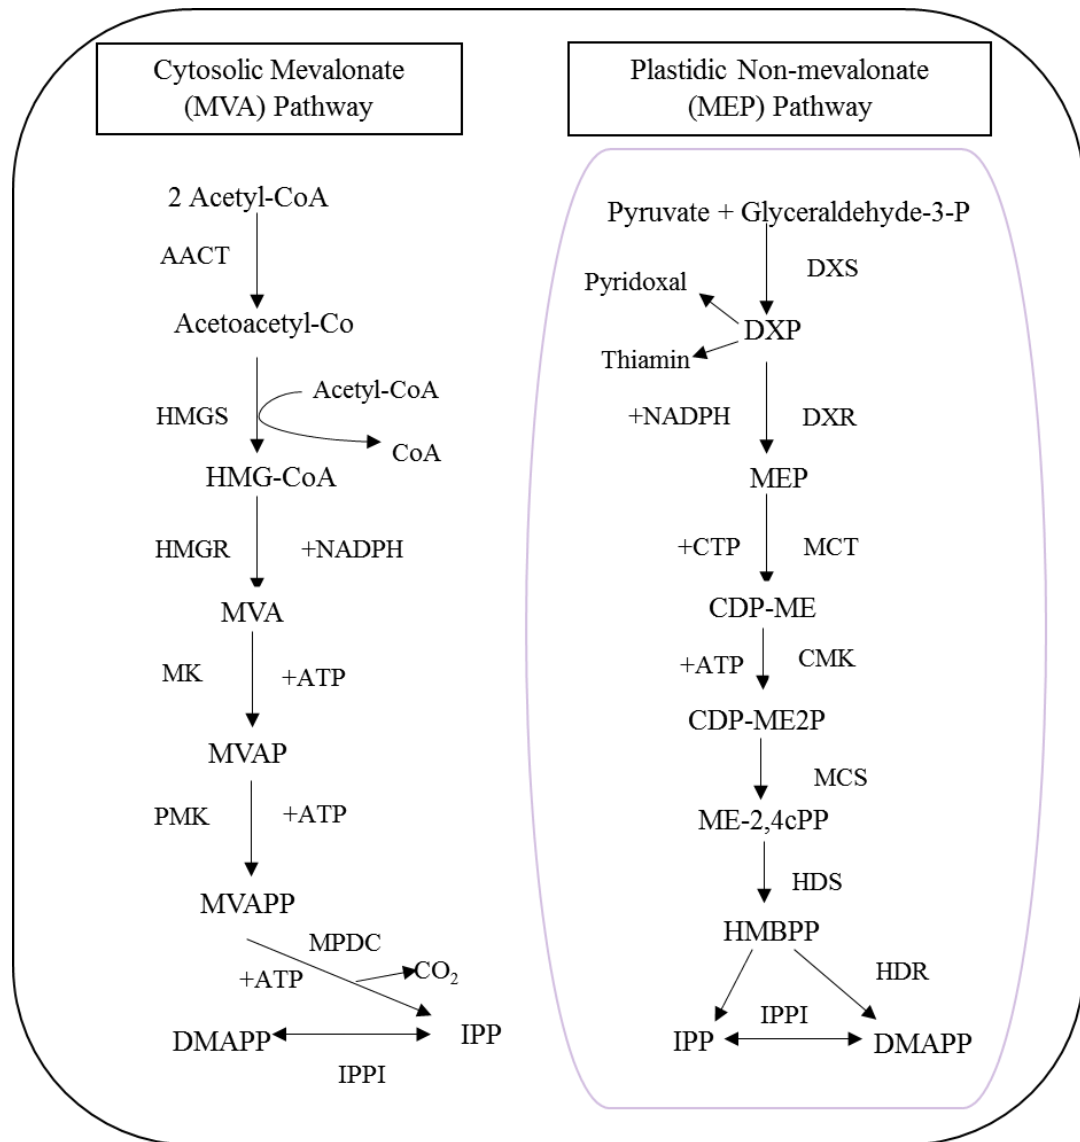 Cytosolic Mevalonate
(MVA) Pathway
2 Acetyl-CoA
AACT
Acetoacetyl-Co
Acetyl-CoA
HMGS
CoA
HMG-CoA
HMGR
+NADPH
MVA
MK
+ATP
MVAP
PMK
+ATP
MVAPP
MPDC
+ATP
CO₂
DMAPP
IPP
IPPI
Plastidic Non-mevalonate
(MEP) Pathway
Pyruvate + Glyceraldehyde-3-P
DXS
Pyridoxal
DXP
Thiamin
+NADPH
DXR
MEP
+CTP
MCT
CDP-ME
+ATP
CMK
CDP-ME2P
MCS
ME-2,4cPP
HDS
HMBPP
HDR
IPPI
IPP
DMAPP